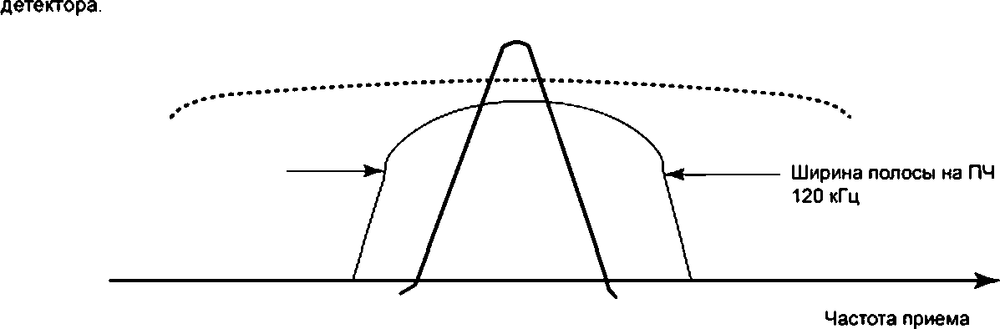 детектора.
Ширина полосы на ПЧ
120 кГц
Частота приема